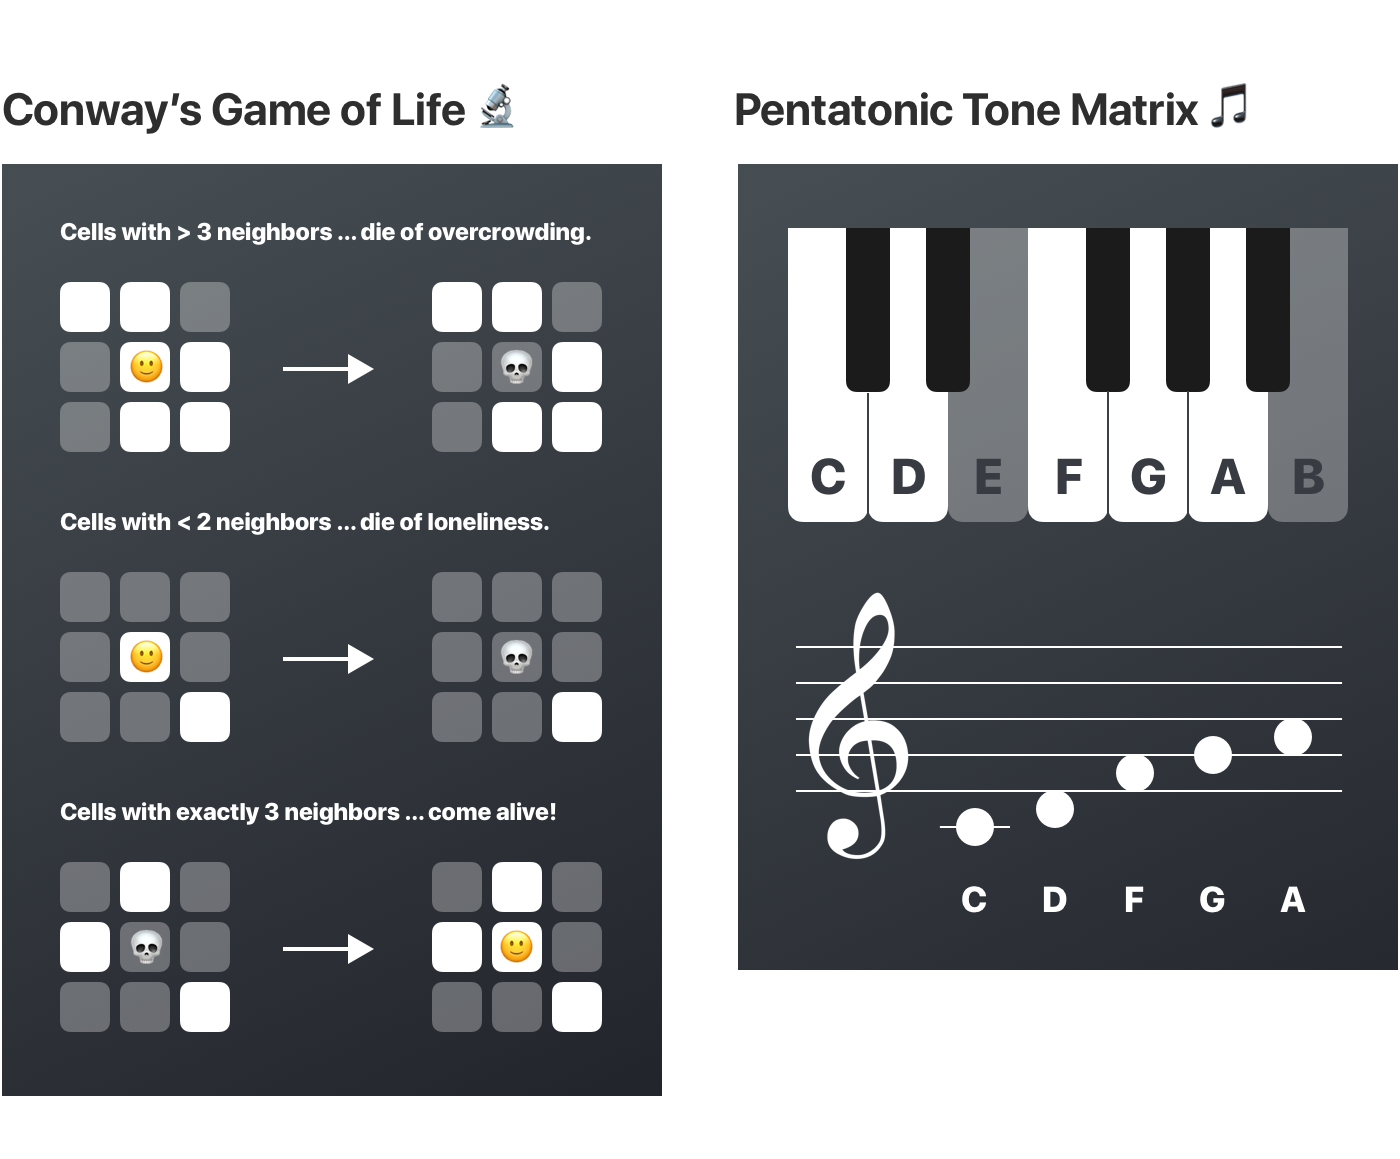 Conway’s Game of Life 🔬
Cells with > 3 neighbors ... die of overcrowding.
Cells with < 2 neighbors ... die of loneliness.
Cells with exactly 3 neighbors ... come alive!
Pentatonic Tone Matrix 🎵
C D E F G A B
C D F G A